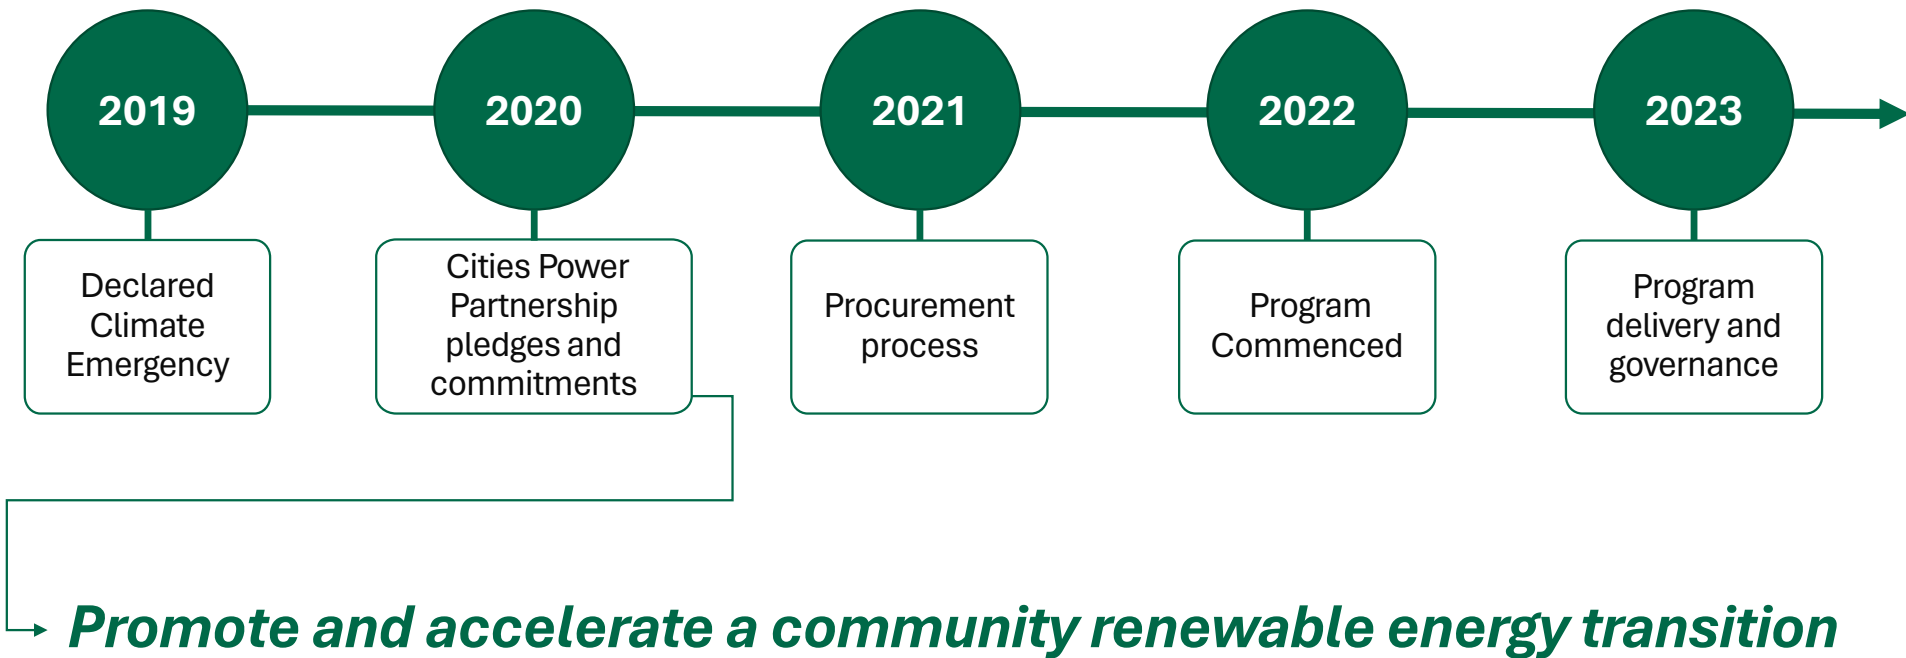 2019
2020
2021
2022
2023
Declared
Climate
Emergency
Cities Power
Partnership
pledges and
commitments
Procurement
process
Program
Commenced
Program
delivery and
governance
Promote and accelerate a community renewable energy transition